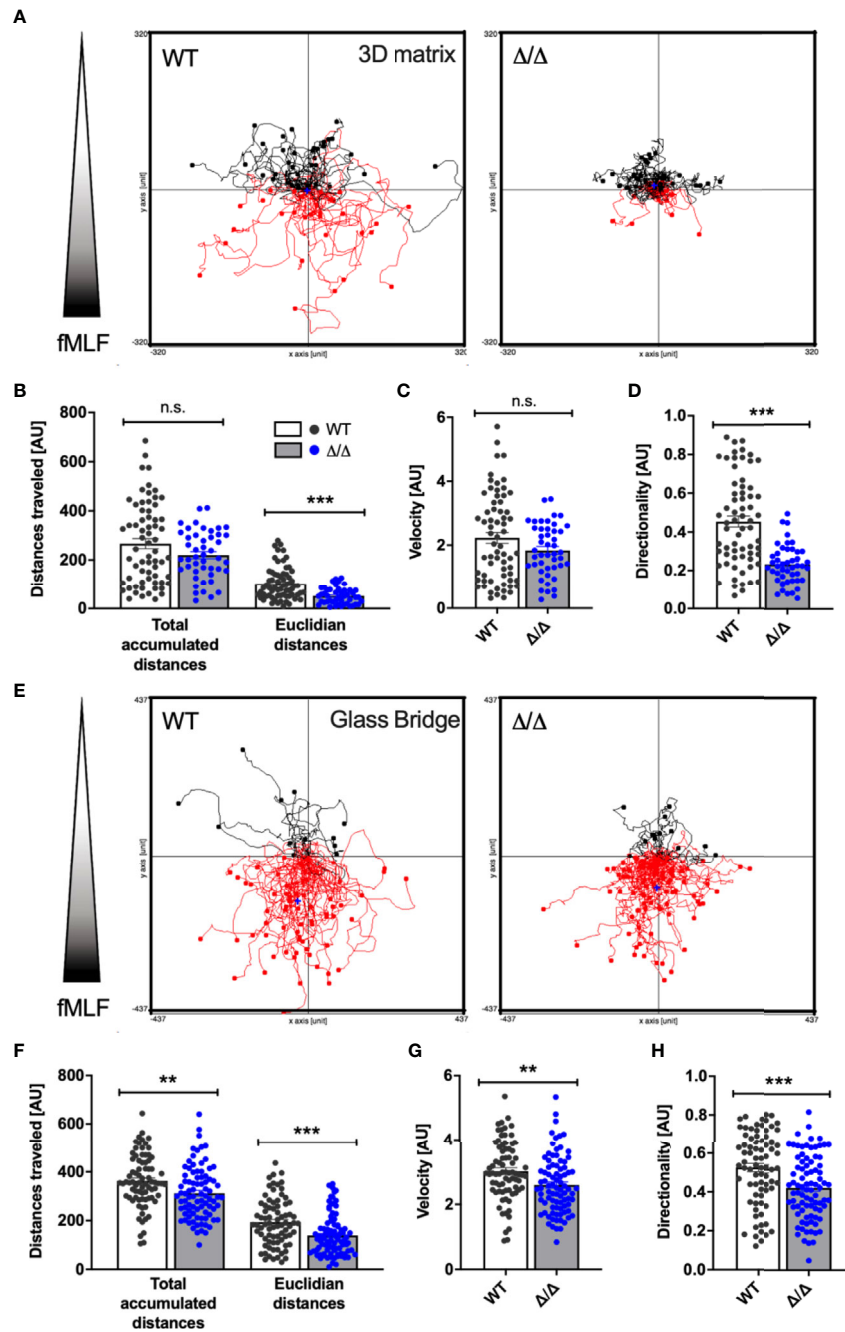 A
WT
3D matrix
Δ/Δ
320
320
y axis [unit]
y axis [unit]
fMLF
-320
-320
x axis [unit]
320
-320
-320
x axis [unit]
320
B
n.s.
WT
Δ/Δ
***
Distances traveled [AU]
800
600
400
200
0
Total
accumulated
distances
Euclidian
distances
C
n.s.
Velocity [AU]
6
4
2
0
WT
Δ/Δ
D
***
Directionality [AU]
1.0
0.8
0.6
0.4
0.2
0.0
WT
Δ/Δ
E
WT
Glass Bridge
Δ/Δ
437
437
y axis [unit]
y axis [unit]
fMLF
-437
-437
x axis [unit]
437
-437
-437
x axis [unit]
437
F
**
***
Distances traveled [AU]
800
600
400
200
0
Total
accumulated
distances
Euclidian
distances
G
**
Velocity [AU]
6
4
2
0
WT
Δ/Δ
H
***
Directionality [AU]
1.0
0.8
0.6
0.4
0.2
0.0
WT
Δ/Δ